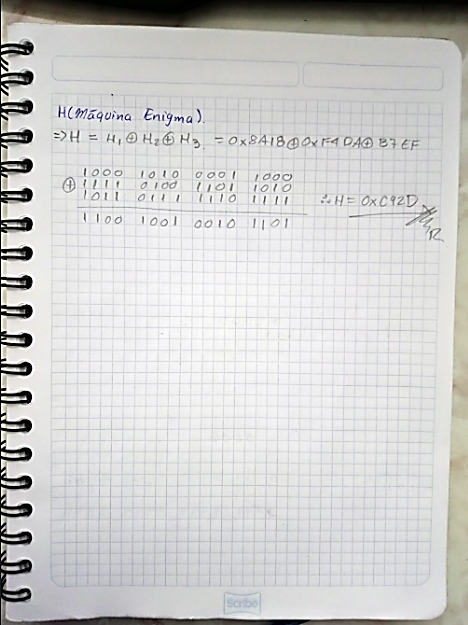 H(Máquina Enigma).
⇒ H = H₁ ⊕ H₂ ⊕ H₃ = 0x8A18 ⊕ 0xF4DA ⊕ B7EF
1000 1010 0001 1000
⊕ 1111 0100 1101 1010
1011 0111 1110 1111
1100 1001 0010 1101
∴ H = 0xC92D
Scribe